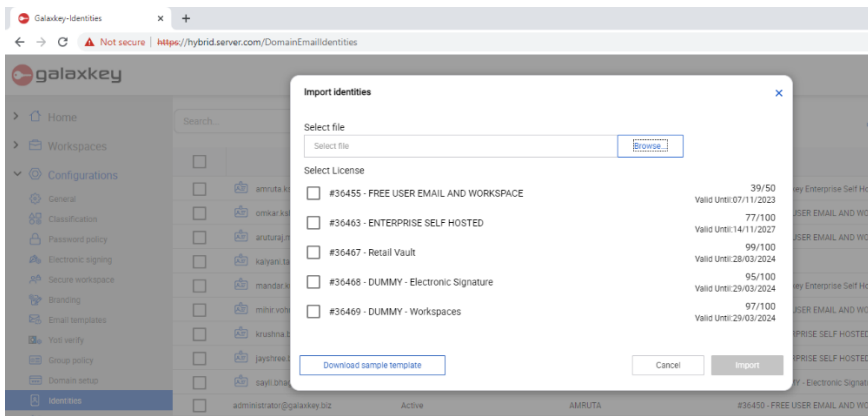 Galaxkey-Identities
Not secure | https://hybrid.server.com/DomainEmailIdentities
galaxkey
Import identities
Home
Search...
Select file
Select file
Browse...
Workspaces
Select License
Configurations
#36455 - FREE USER EMAIL AND WORKSPACE
39/50
Valid Until:07/11/2023
General
Classification
#36463 - ENTERPRISE SELF HOSTED
77/100
Valid Until:14/11/2027
Password policy
#36467 - Retail Vault
99/100
Valid Until:28/03/2024
Electronic signing
Secure workspace
#36468 - DUMMY - Electronic Signature
95/100
Valid Until:29/03/2024
Branding
#36469 - DUMMY - Workspaces
97/100
Valid Until:29/03/2024
Email templates
Yoti verify
Group policy
Download sample template
Cancel
Import
Domain setup
Identities
administrator@galaxkey.biz
Active
AMRUTA
#36450 - FREE USER EMAIL AND WO